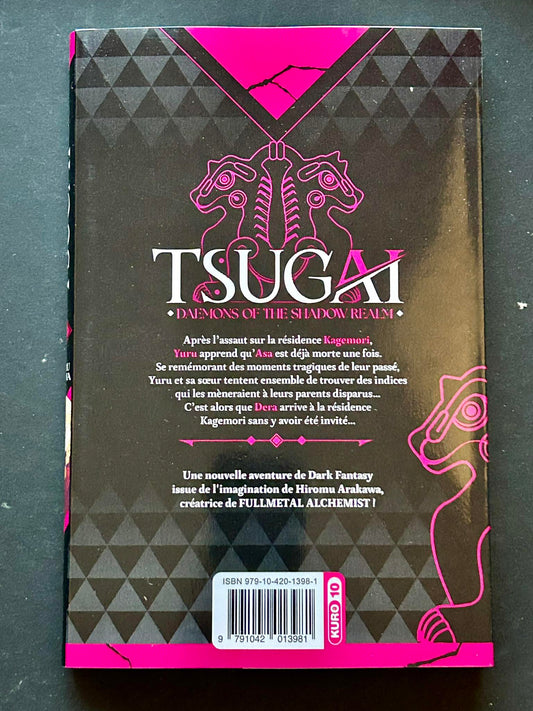 TSUGAI
DAEMONS OF THE SHADOW REALM
Après l'assaut sur la résidence Kagemori,
Yuru apprend qu'Asa est déjà morte une fois.
Se remémorant des moments tragiques de leur passé,
Yuru et sa sœur tentent ensemble de trouver des indices
qui les mèneraient à leurs parents disparus...
C'est alors que Dera arrive à la résidence
Kagemori sans y avoir été invité...
Une nouvelle aventure de Dark Fantasy
issue de l'imagination de Hiromu Arakawa,
créatrice de FULLMETAL ALCHEMIST !
ISBN 979-10-420-1398-1
9 791042 013981
KURO 10